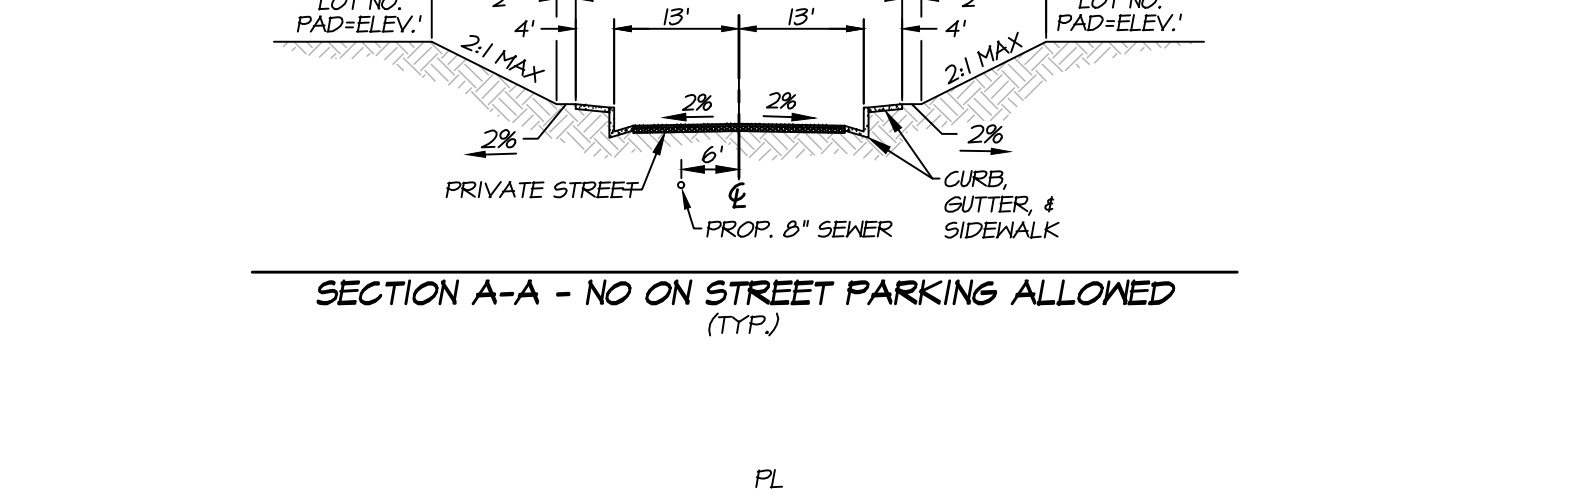 LOT NO.
PAD=ELEV.'
2'
4'
13'
13'
2'
4'
LOT NO.
PAD=ELEV.'
2:1 MAX
2:1 MAX
2%
2%
2%
2%
6'
PRIVATE STREET
℄
PROP. 8" SEWER
CURB,
GUTTER, &
SIDEWALK
SECTION A-A - NO ON STREET PARKING ALLOWED
(TYP.)
PL